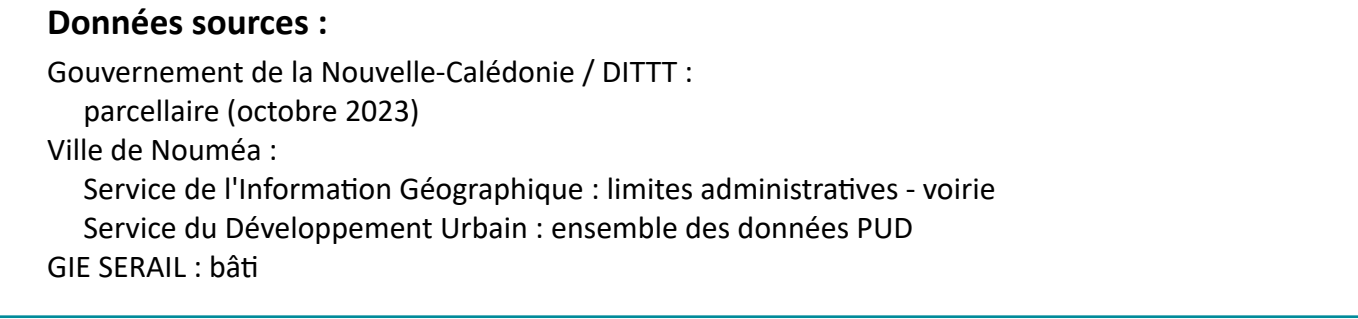 Données sources :
Gouvernement de la Nouvelle-Calédonie / DITTT :
parcellaire (octobre 2023)
Ville de Nouméa :
Service de l'Information Géographique : limites administratives - voirie
Service du Développement Urbain : ensemble des données PUD
GIE SERAIL : bâti